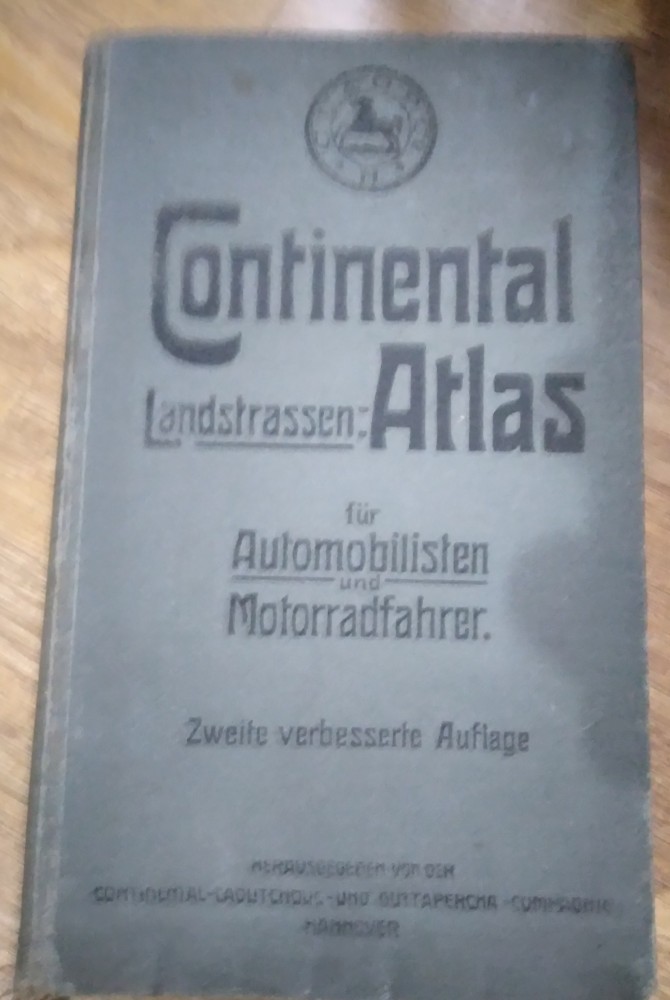 Continental
Landstrassen-Atlas
für
Automobilisten
und
Motorradfahrer.
Zweite verbesserte Auflage
HERAUSGEGEBEN VON DER
CONTINENTAL-CAOUTCHOUC-UND GUTTAPERCHA-COMPAGNIE
HANNOVER